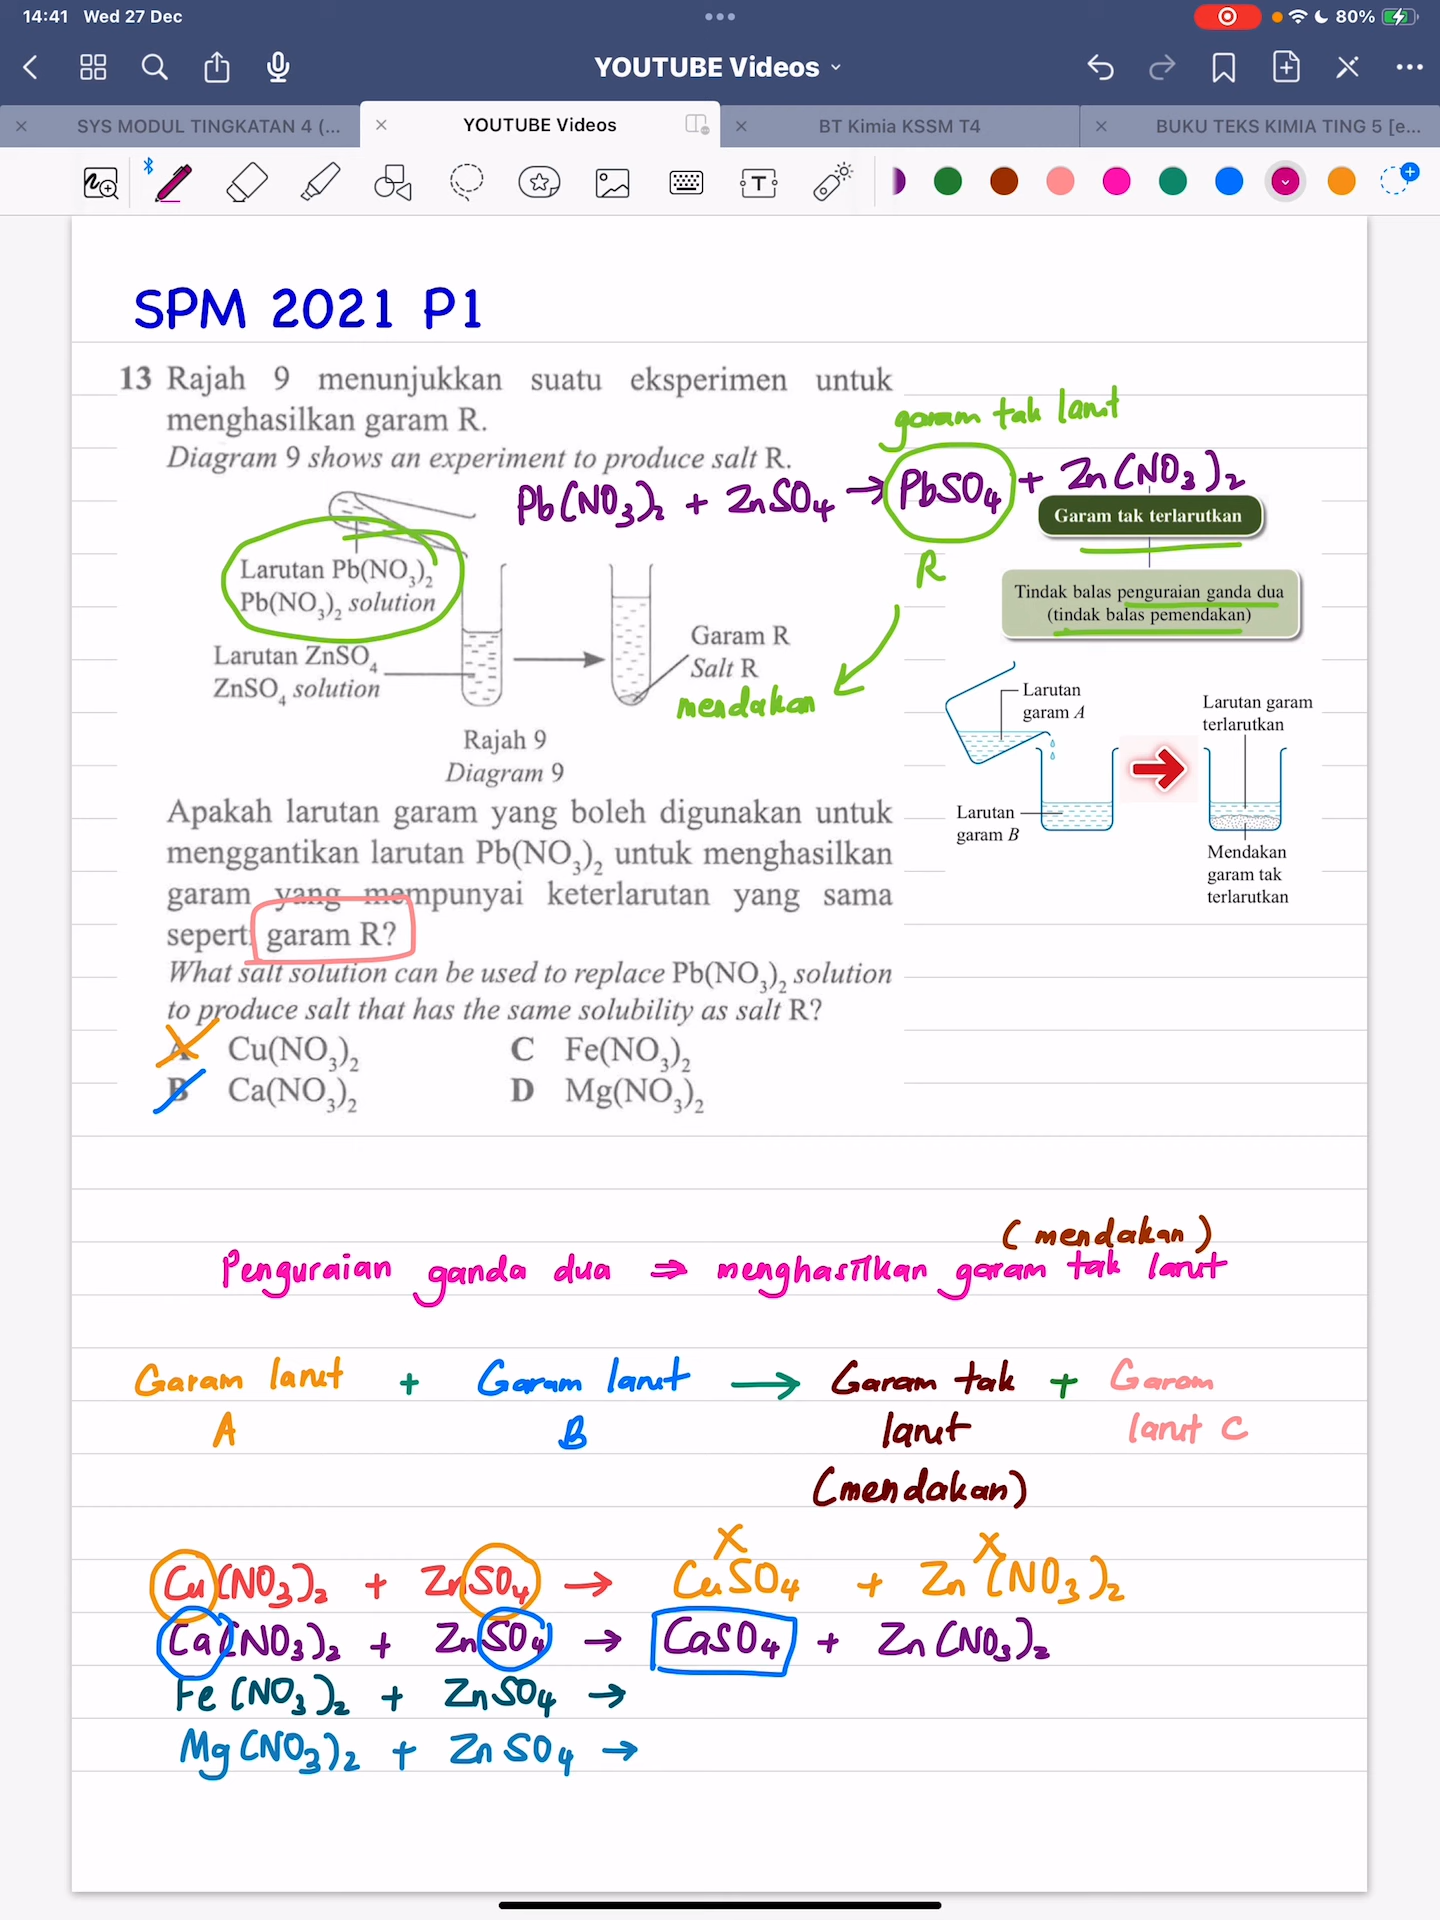 14:41 Wed 27 Dec
80%
YOUTUBE Videos
SYS MODUL TINGKATAN 4 (...
YOUTUBE Videos
BT Kimia KSSM T4
BUKU TEKS KIMIA TING 5 [e...
SPM 2021 P1
13 Rajah 9 menunjukkan suatu eksperimen untuk
menghasilkan garam R.
Diagram 9 shows an experiment to produce salt R.
garam tak larut
Pb(NO₃)₂ + ZnSO₄ → PbSO₄ + Zn(NO₃)₂
Garam tak terlarutkan
R
Tindak balas penguraian ganda dua
(tindak balas pemendakan)
Larutan Pb(NO₃)₂
Pb(NO₃)₂ solution
Larutan ZnSO₄
ZnSO₄ solution
Garam R
Salt R
mendakan
Rajah 9
Diagram 9
Larutan
garam A
Larutan
garam B
Larutan garam
terlarutkan
Mendakan
garam tak
terlarutkan
Apakah larutan garam yang boleh digunakan untuk
menggantikan larutan Pb(NO₃)₂ untuk menghasilkan
garam yang mempunyai keterlarutan yang sama
seperti garam R?
What salt solution can be used to replace Pb(NO₃)₂ solution
to produce salt that has the same solubility as salt R?
A Cu(NO₃)₂ C Fe(NO₃)₂
B Ca(NO₃)₂ D Mg(NO₃)₂
(mendakan)
Penguraian ganda dua ⇒ menghasilkan garam tak larut
Garam larut + Garam larut → Garam tak + Garam
A B larut larut C
(mendakan)
x x
Cu(NO₃)₂ + ZnSO₄ → CuSO₄ + Zn(NO₃)₂
Ca(NO₃)₂ + ZnSO₄ → CaSO₄ + Zn(NO₃)₂
Fe(NO₃)₂ + ZnSO₄ →
Mg(NO₃)₂ + ZnSO₄ →